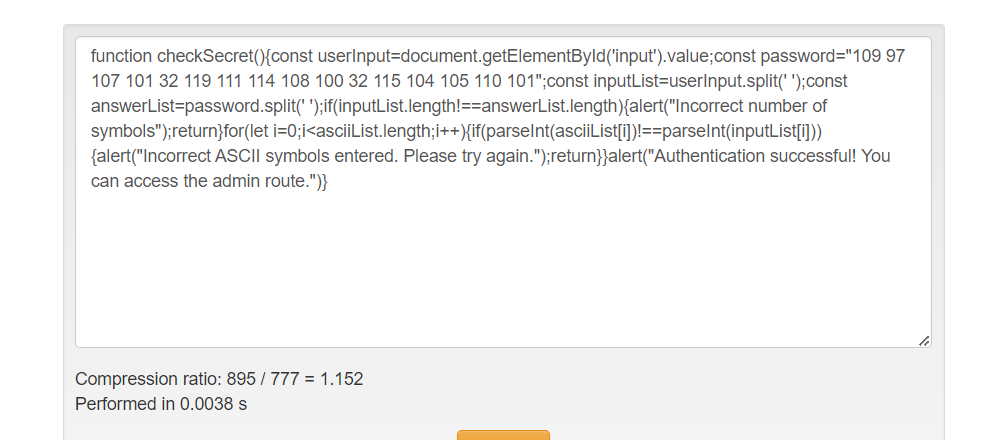 function checkSecret(){const userInput=document.getElementById('input').value;const password="109 97
107 101 32 119 111 114 108 100 32 115 104 105 110 101";const inputList=userInput.split(' ');const
answerList=password.split(' ');if(inputList.length!==answerList.length){alert("Incorrect number of
symbols");return}for(let i=0;i<asciiList.length;i++){if(parseInt(asciiList[i])!==parseInt(inputList[i]))
{alert("Incorrect ASCII symbols entered. Please try again.");return}}alert("Authentication successful! You
can access the admin route.")}
Compression ratio: 895 / 777 = 1.152
Performed in 0.0038 s